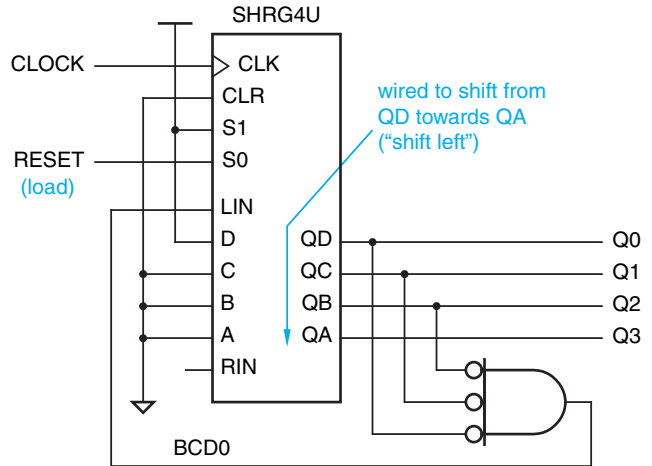 SHRG4U
CLOCK
CLK
CLR
S1
RESET
(load)
S0
LIN
D
C
B
A
RIN
QD
QC
QB
QA
wired to shift from
QD towards QA
(“shift left”)
Q0
Q1
Q2
Q3
BCD0